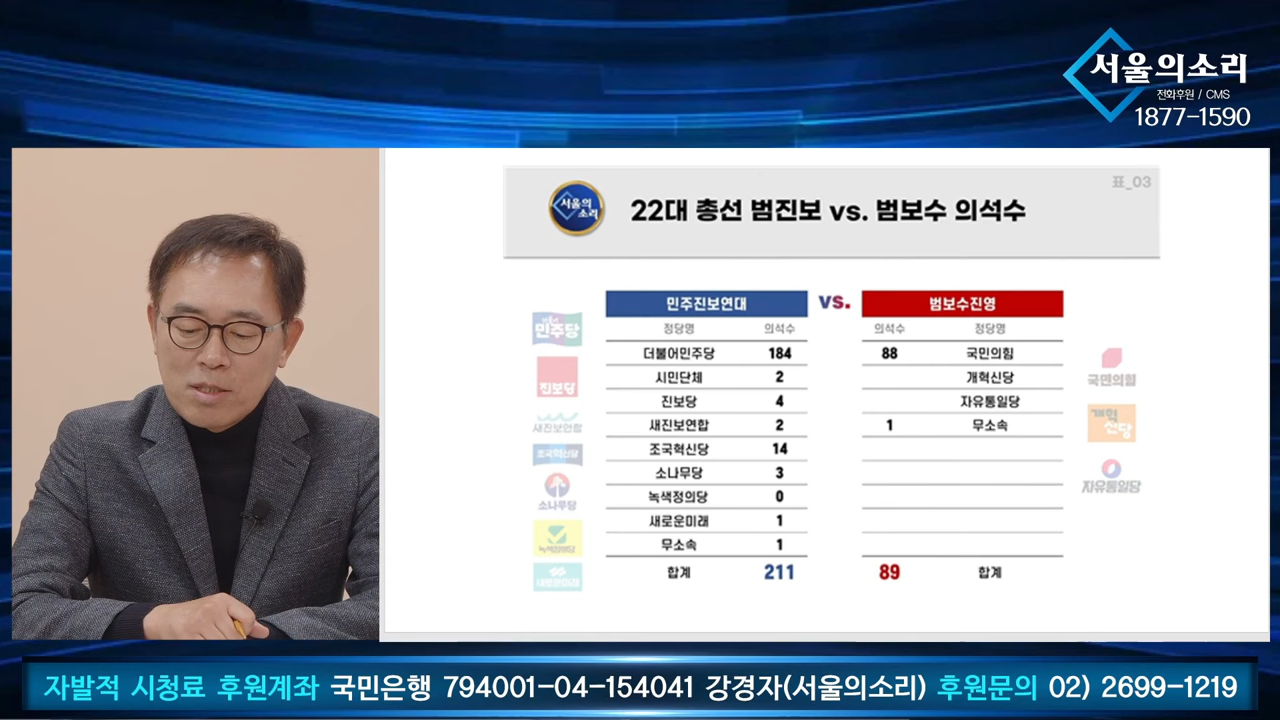 서울의소리
전화후원 / CMS
1877-1590
표_03
서울의
소리
22대 총선 범진보 vs. 범보수 의석수
민주진보연대 vs. 범보수진영
정당명 의석수 의석수 정당명
더불어민주당 184 88 국민의힘
시민단체 2 개혁신당
진보당 4 자유통일당
새진보연합 2 1 무소속
조국혁신당 14
소나무당 3
녹색정의당 0
새로운미래 1
무소속 1
합계 211 89 합계
민주당
진보당
새진보연합
조국혁신당
소나무당
녹색정의당
새로운미래
국민의힘
개혁
신당
자유통일당
자발적 시청료 후원계좌 국민은행 794001-04-154041 강경자(서울의소리) 후원문의 02) 2699-1219